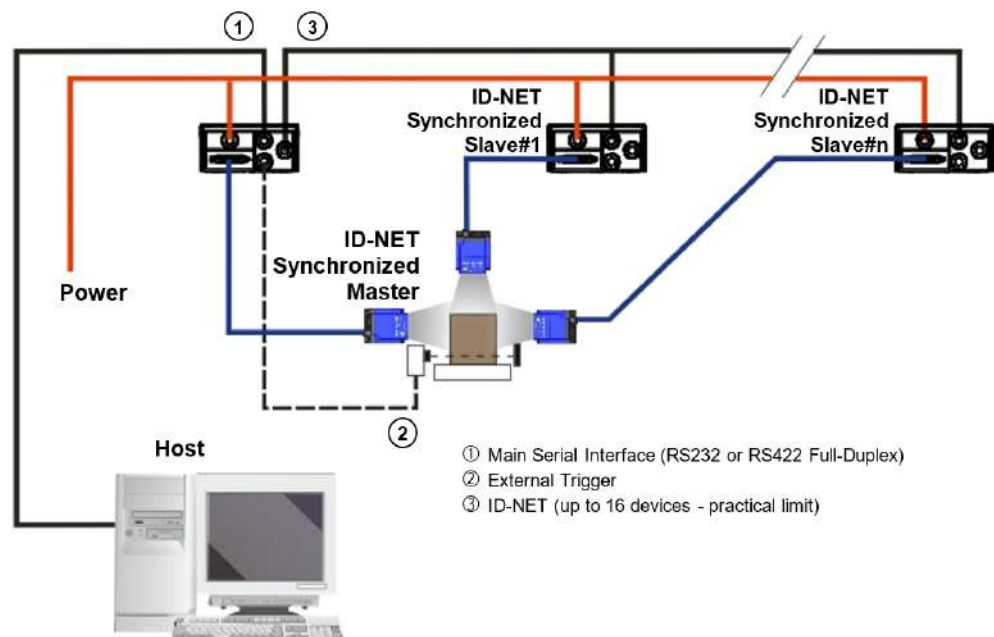 ① ③
ID-NET
Synchronized
Slave#1
ID-NET
Synchronized
Slave#n
ID-NET
Synchronized
Master
Power
②
Host
① Main Serial Interface (RS232 or RS422 Full-Duplex)
② External Trigger
③ ID-NET (up to 16 devices - practical limit)